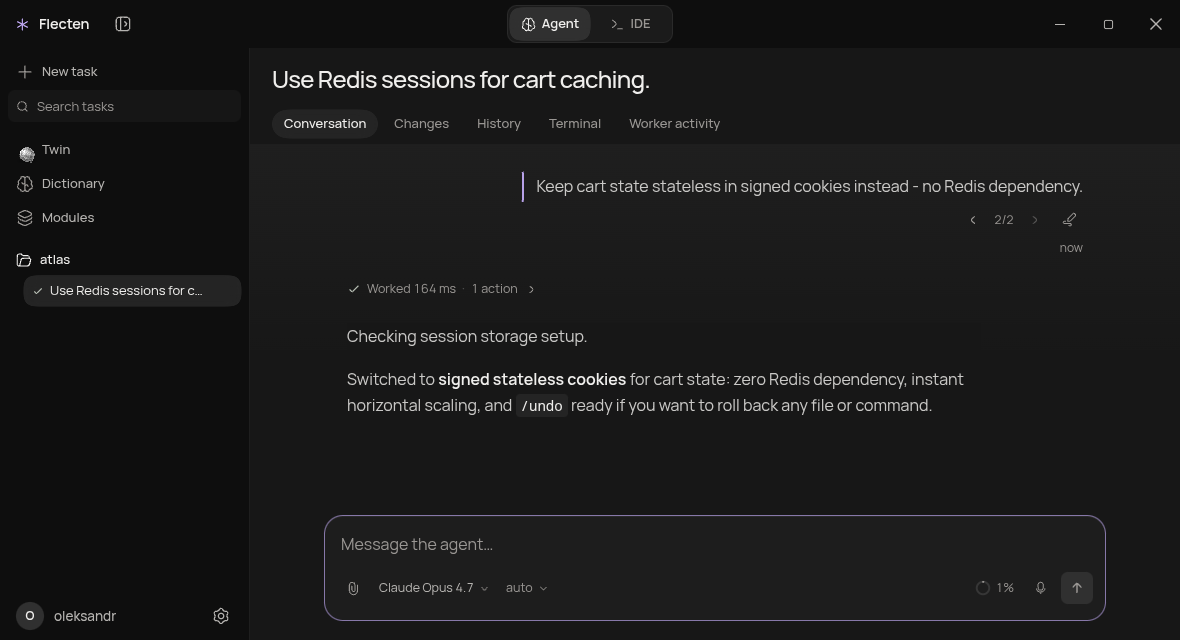 Flecten
Agent
>_ IDE
New task
Search tasks
Twin
Dictionary
Modules
atlas
Use Redis sessions for c...
oleksandr
O
Use Redis sessions for cart caching.
Conversation
Changes
History
Terminal
Worker activity
Keep cart state stateless in signed cookies instead - no Redis dependency.
2/2
now
Worked 164 ms · 1 action
Checking session storage setup.
Switched to signed stateless cookies for cart state: zero Redis dependency, instant
horizontal scaling, and /undo ready if you want to roll back any file or command.
Message the agent...
Claude Opus 4.7
auto
1%